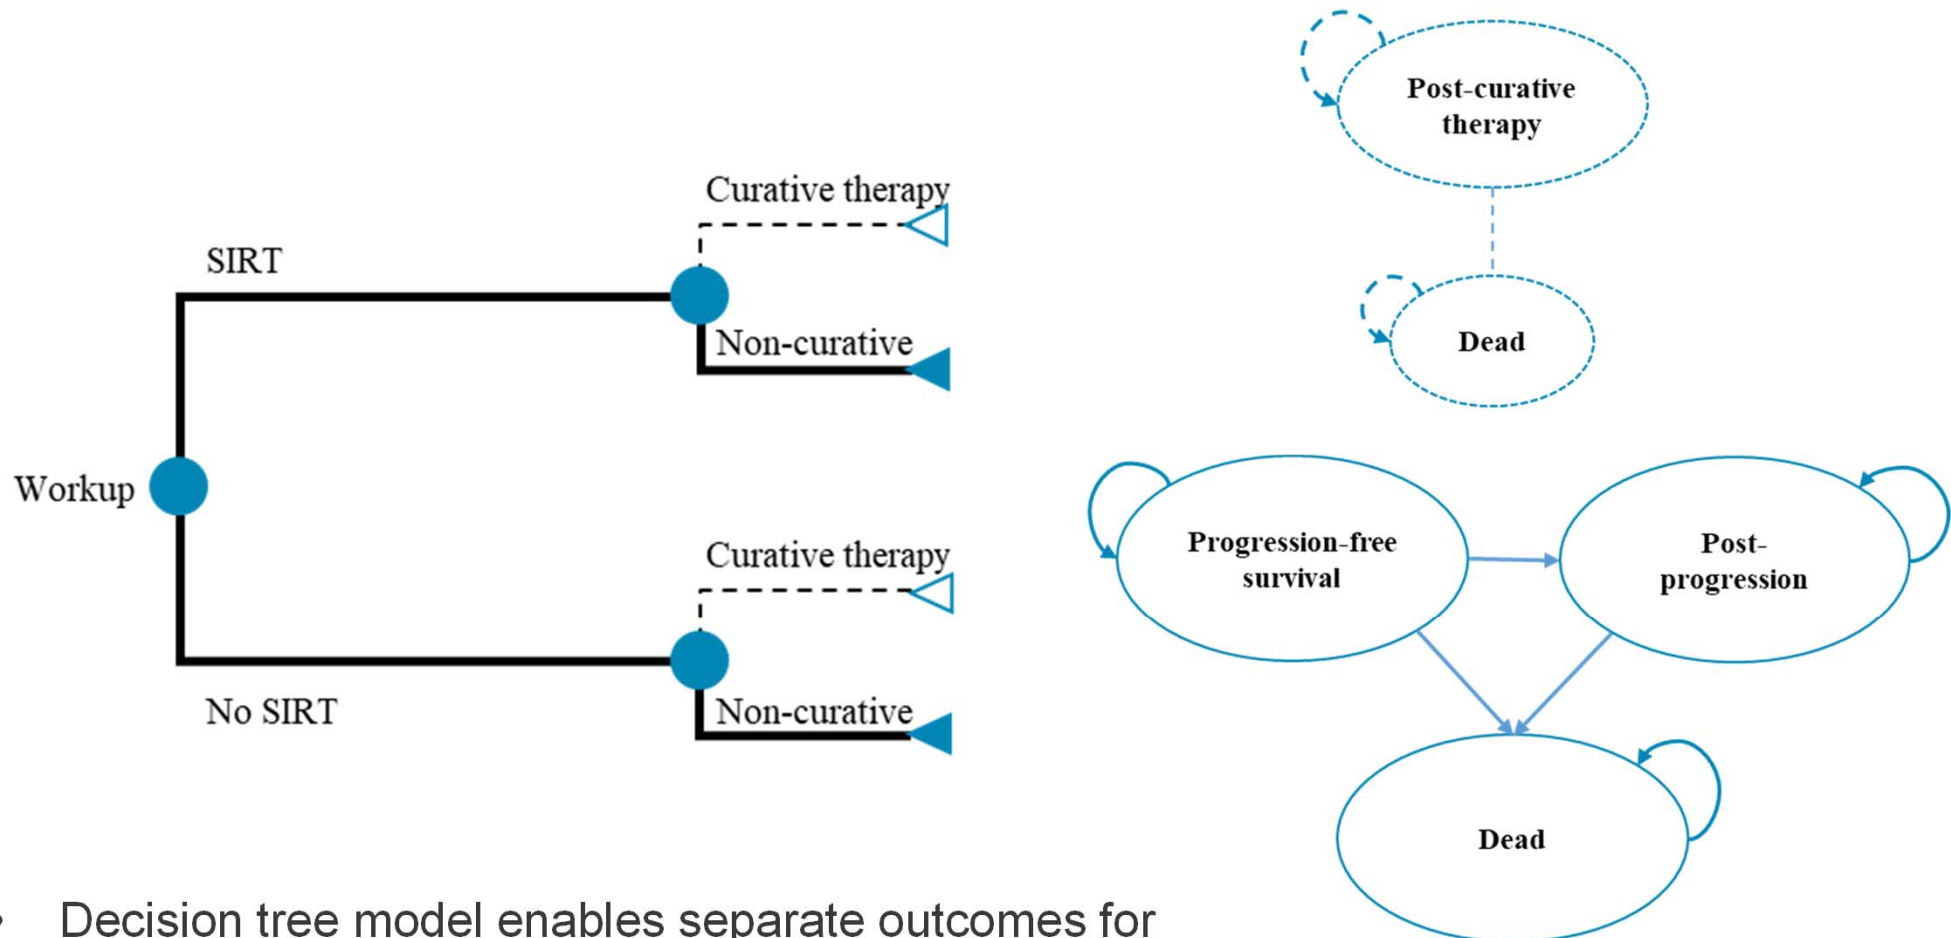 Post-curative
therapy
Curative therapy
SIRT
Non-curative
Dead
Workup
Progression-free
survival
Post-
progression
Curative therapy
No SIRT
Non-curative
Dead
• Decision tree model enables separate outcomes for